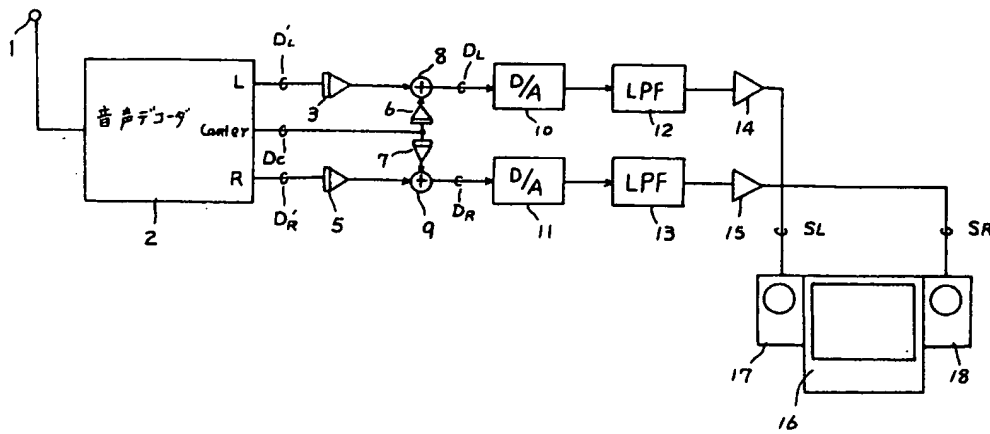 1
D'L
L
3
8
DL
6
D/A
10
LPF
12
14
音声デコーダ
Center
Dc
7
R
D'R
2
5
9
DR
D/A
11
LPF
13
15
SL
SR
17
16
18